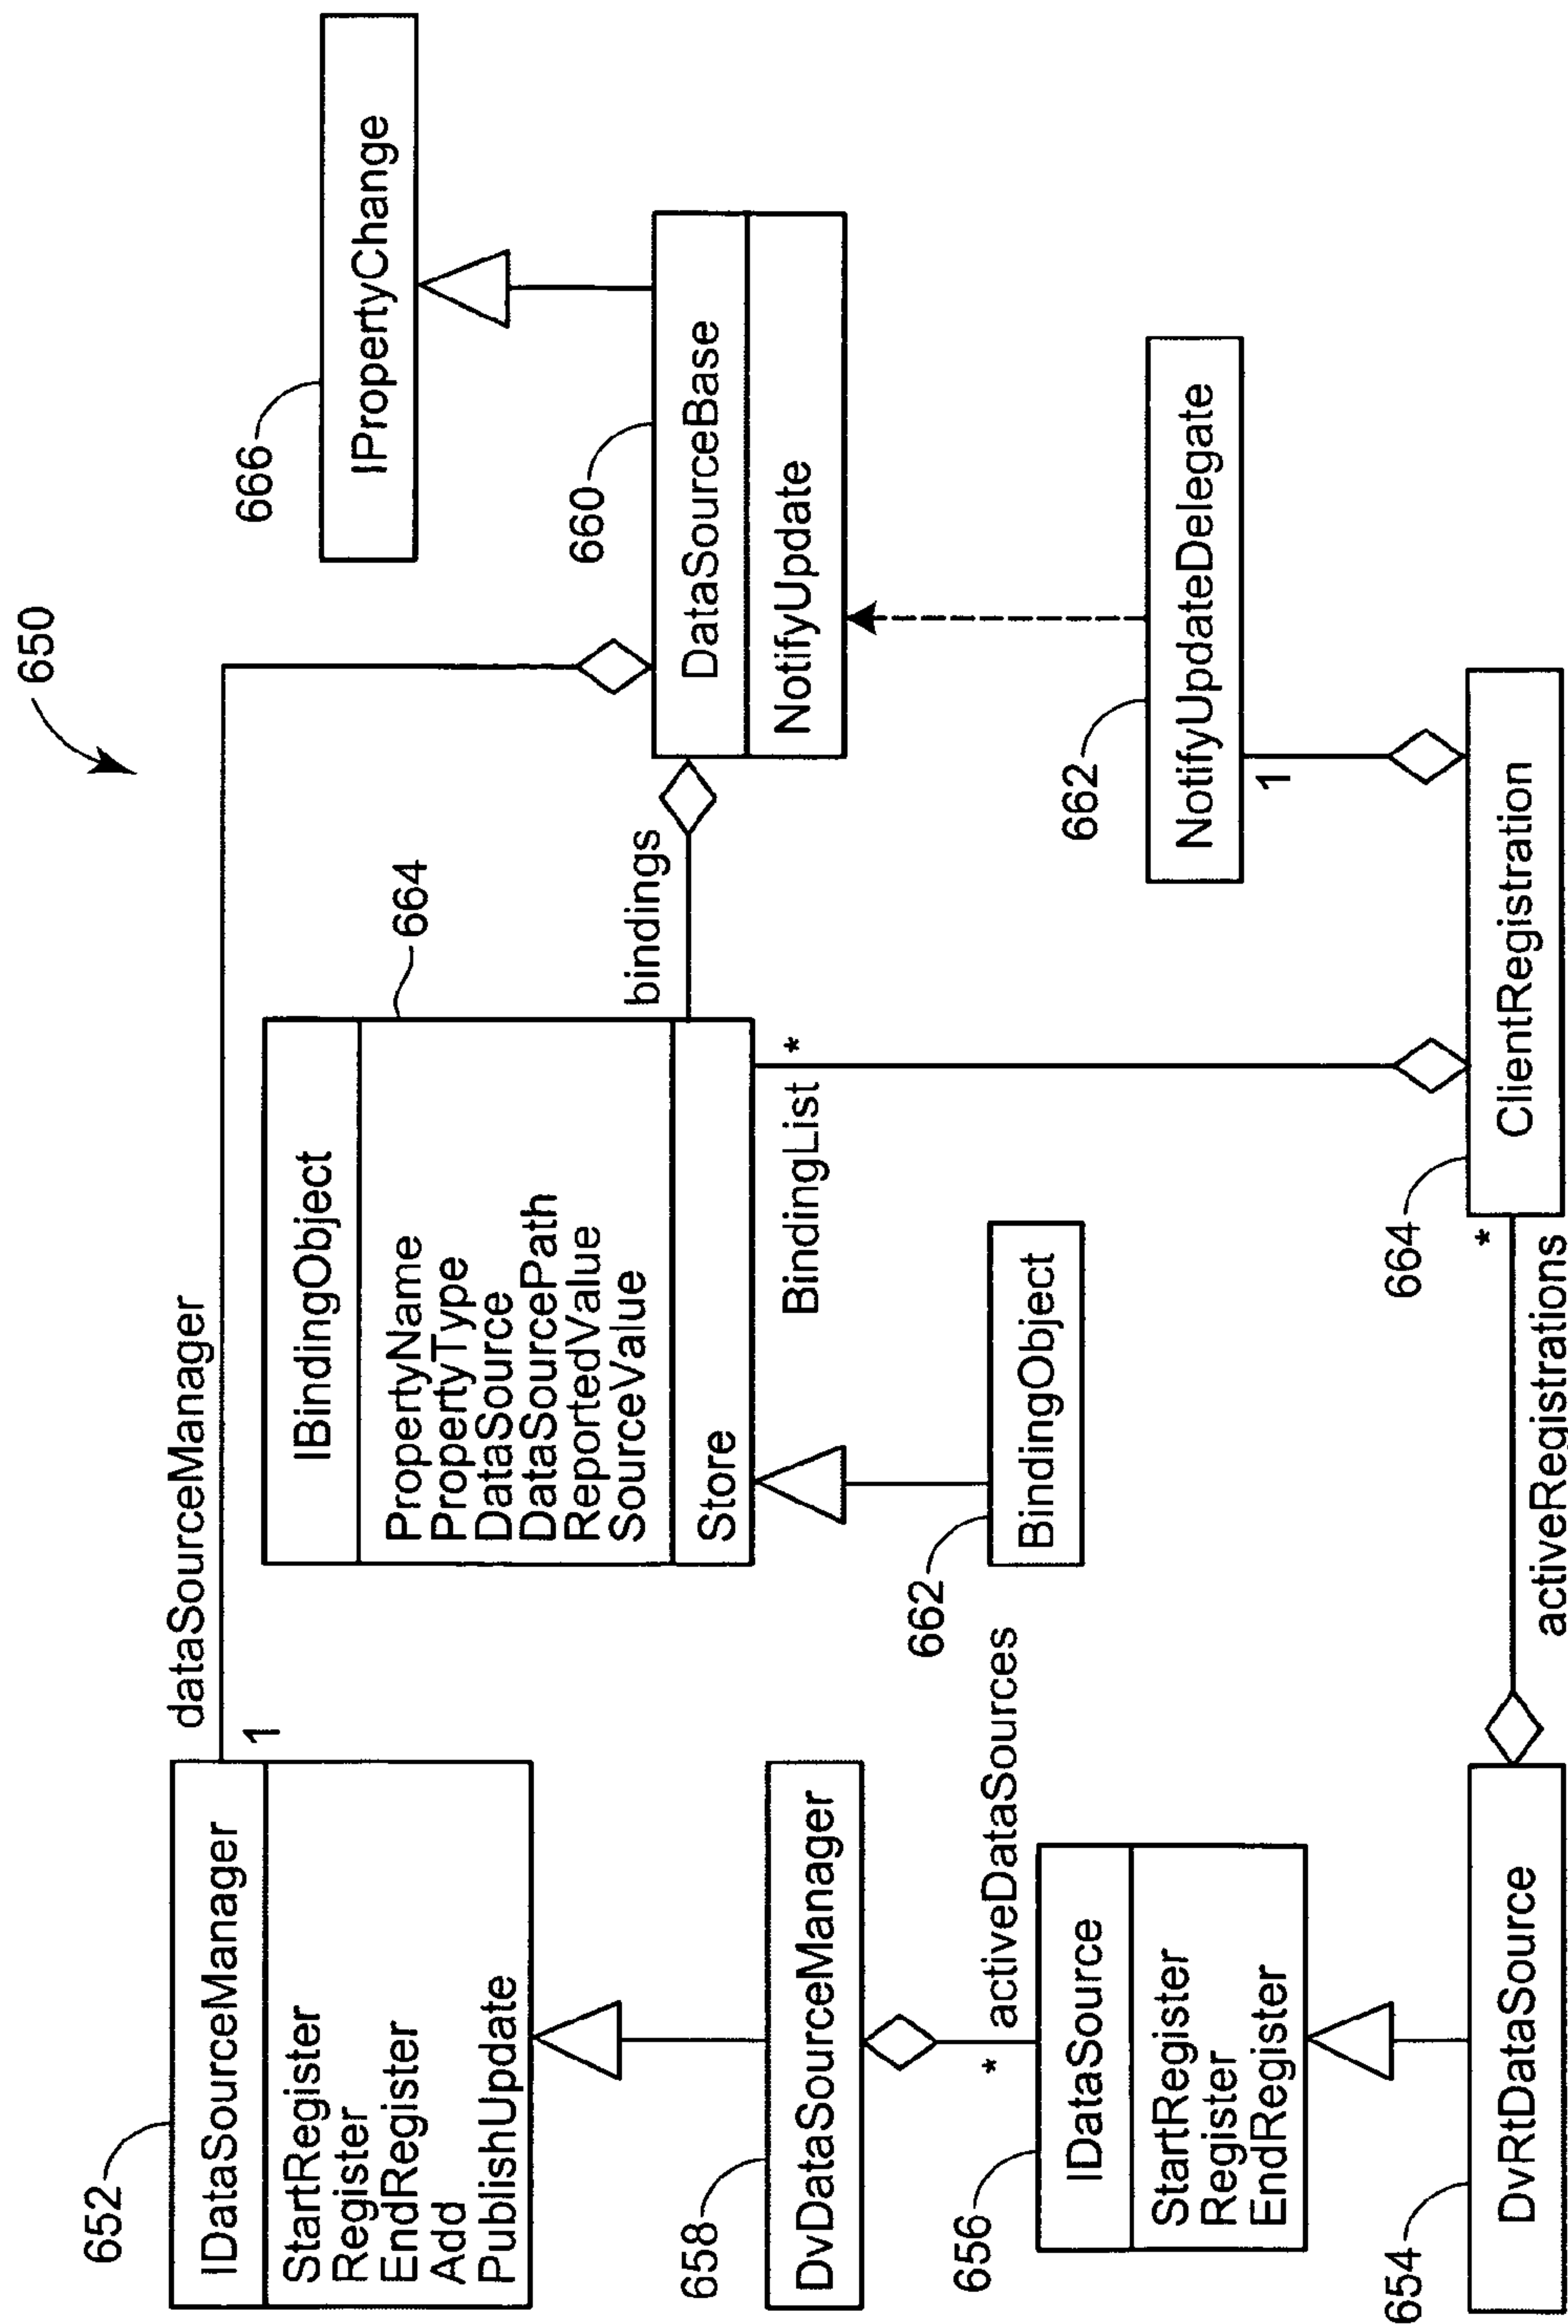 650
dataSourceManager
652
IDataSourceManager
StartRegister
Register
EndRegister
Add
PublishUpdate
1
IBindingObject
PropertyName
PropertyType
DataSource
DataSourcePath
ReportedValue
SourceValue
Store
664
bindings
666
IPropertyChange
660
DataSourceBase
NotifyUpdate
658
DvDataSourceManager
activeDataSources
*
656
IDataSource
StartRegister
Register
EndRegister
BindingList
*
662
BindingObject
662
NotifyUpdateDelegate
1
654
DvRtDataSource
activeRegistrations
*
664
ClientRegistration